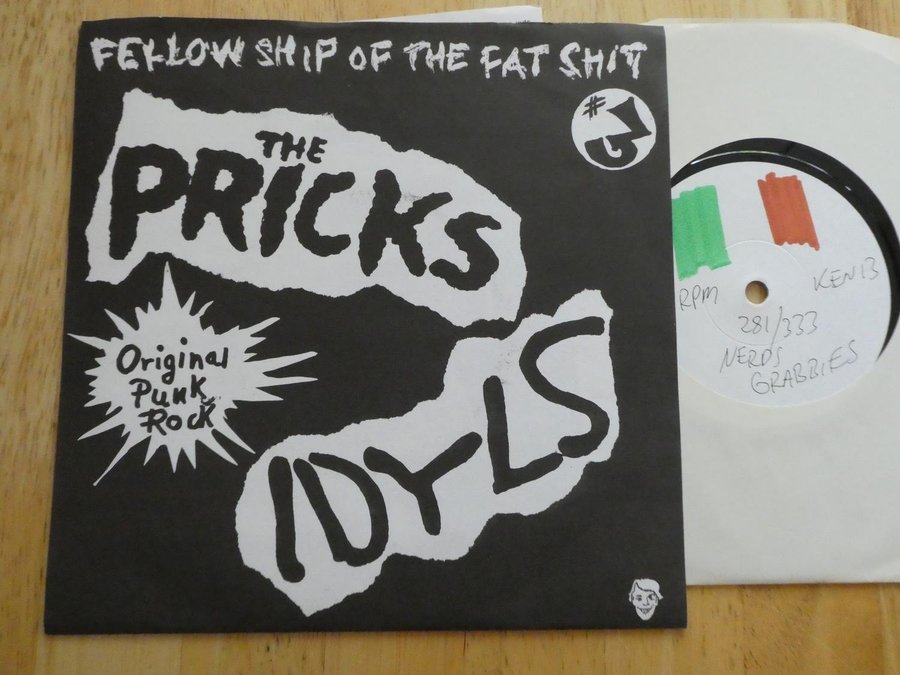 FELLOW SHIP OF THE FAT SHIT
#3
THE
PRICKS
Original
Punk
Rock
IDYLS
RPM
KEN13
281/333
NERDS
GRABBIES